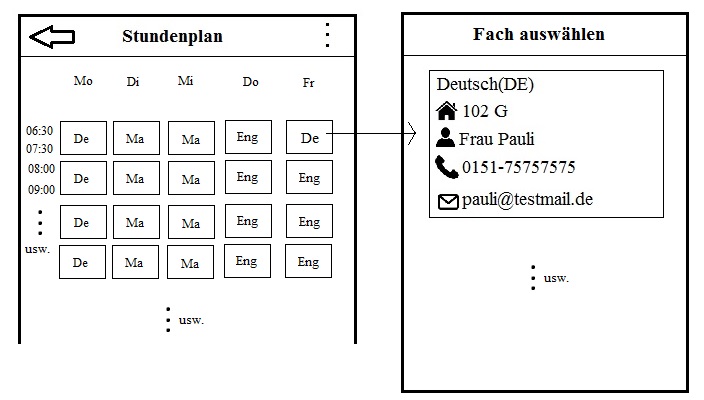 Stundenplan
Mo Di Mi Do Fr
06:30
07:30
De Ma Ma Eng De
08:00
09:00
De Ma Ma Eng Eng
De Ma Ma Eng Eng
usw.
De Ma Ma Eng Eng
usw.
Fach auswählen
Deutsch(DE)
102 G
Frau Pauli
0151-75757575
pauli@testmail.de
usw.